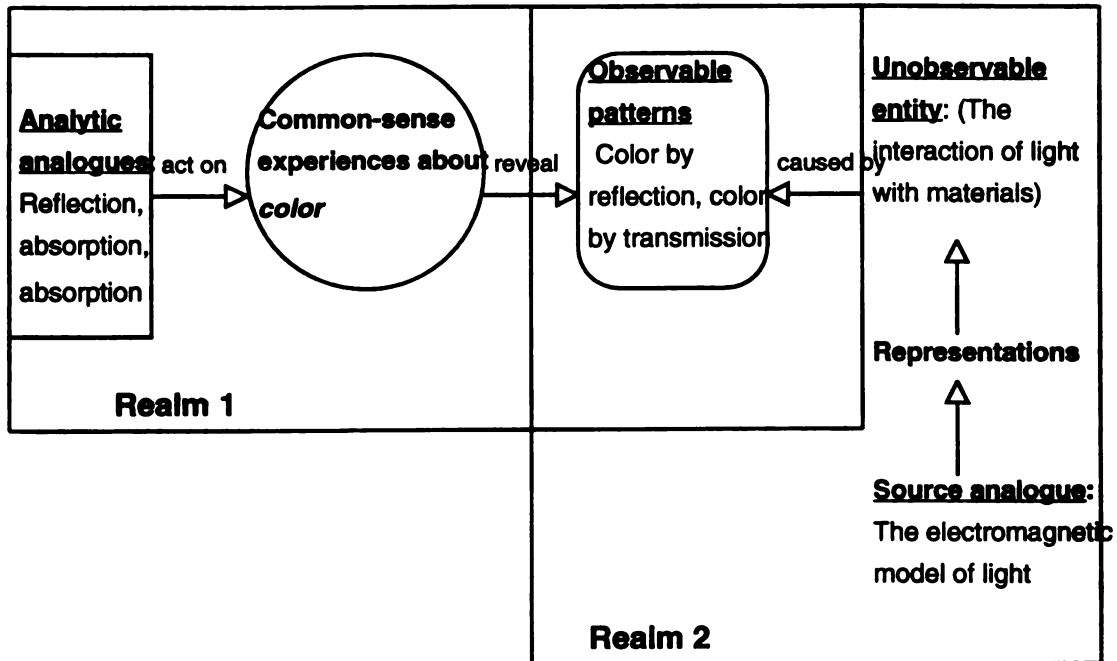 Analytic
analogues:
Reflection,
absorption,
absorption
act on
Common-sense
experiences about
color
reveal
Observable
patterns
Color by
reflection, color
by transmission
caused by
Unobservable
entity: (The
interaction of light
with materials)
Representations
Source analogue:
The electromagnetic
model of light
Realm 1
Realm 2